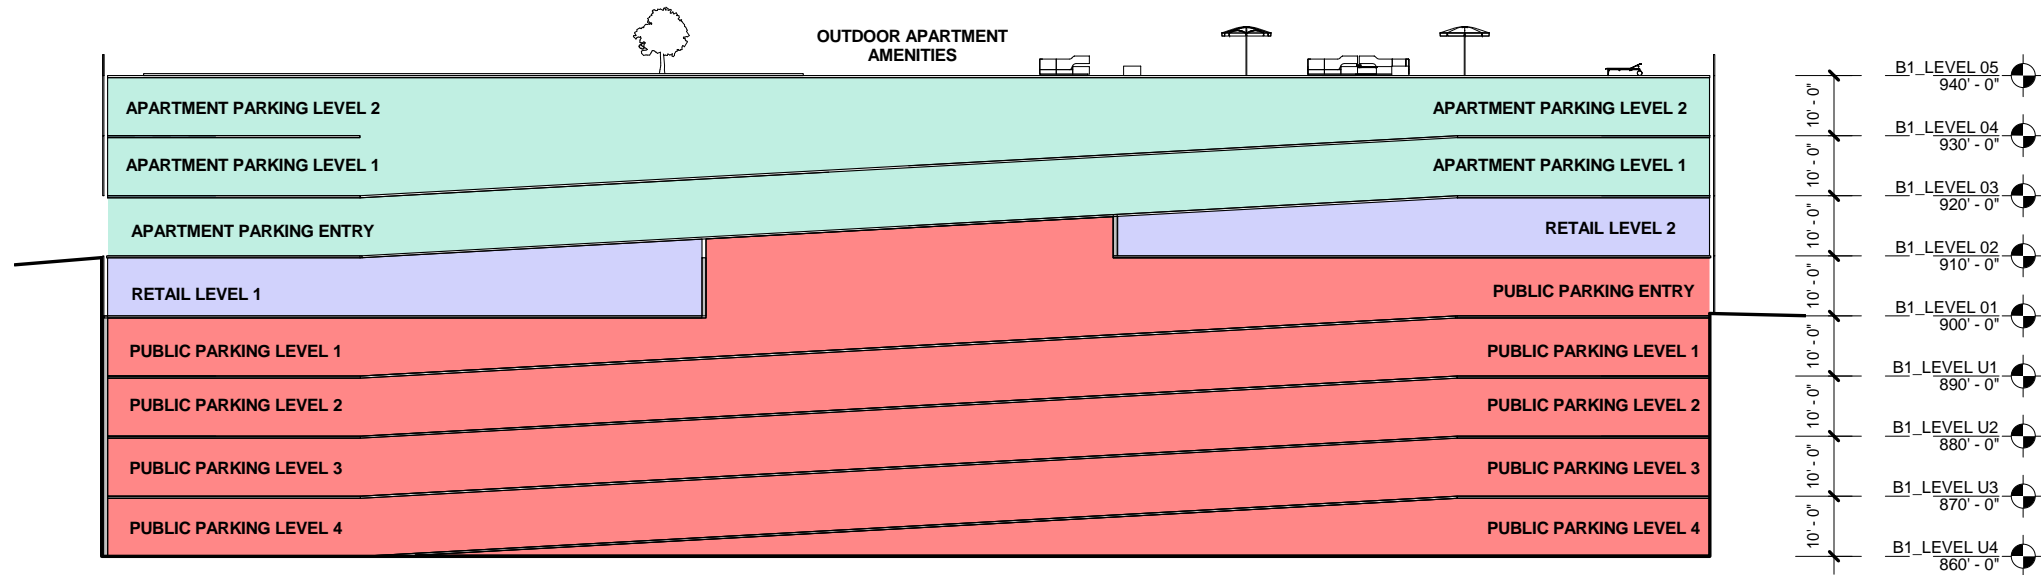 OUTDOOR APARTMENT
AMENITIES
APARTMENT PARKING LEVEL 2
APARTMENT PARKING LEVEL 2
APARTMENT PARKING LEVEL 1
APARTMENT PARKING LEVEL 1
APARTMENT PARKING ENTRY
RETAIL LEVEL 2
RETAIL LEVEL 1
PUBLIC PARKING ENTRY
PUBLIC PARKING LEVEL 1
PUBLIC PARKING LEVEL 1
PUBLIC PARKING LEVEL 2
PUBLIC PARKING LEVEL 2
PUBLIC PARKING LEVEL 3
PUBLIC PARKING LEVEL 3
PUBLIC PARKING LEVEL 4
PUBLIC PARKING LEVEL 4
10' - 0"
10' - 0"
10' - 0"
10' - 0"
10' - 0"
10' - 0"
10' - 0"
10' - 0"
B1_LEVEL 05
940' - 0"
B1_LEVEL 04
930' - 0"
B1_LEVEL 03
920' - 0"
B1_LEVEL 02
910' - 0"
B1_LEVEL 01
900' - 0"
B1_LEVEL U1
890' - 0"
B1_LEVEL U2
880' - 0"
B1_LEVEL U3
870' - 0"
B1_LEVEL U4
860' - 0"